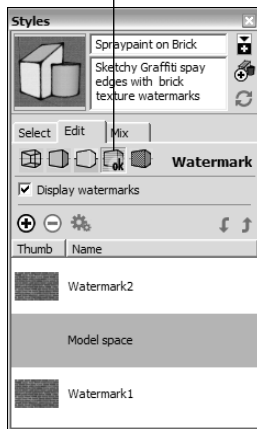 Styles
Spraypaint on Brick
Sketchy Graffiti spay
edges with brick
texture watermarks
Select Edit Mix
ok
Watermark
Display watermarks
Thumb Name
Watermark2
Model space
Watermark1